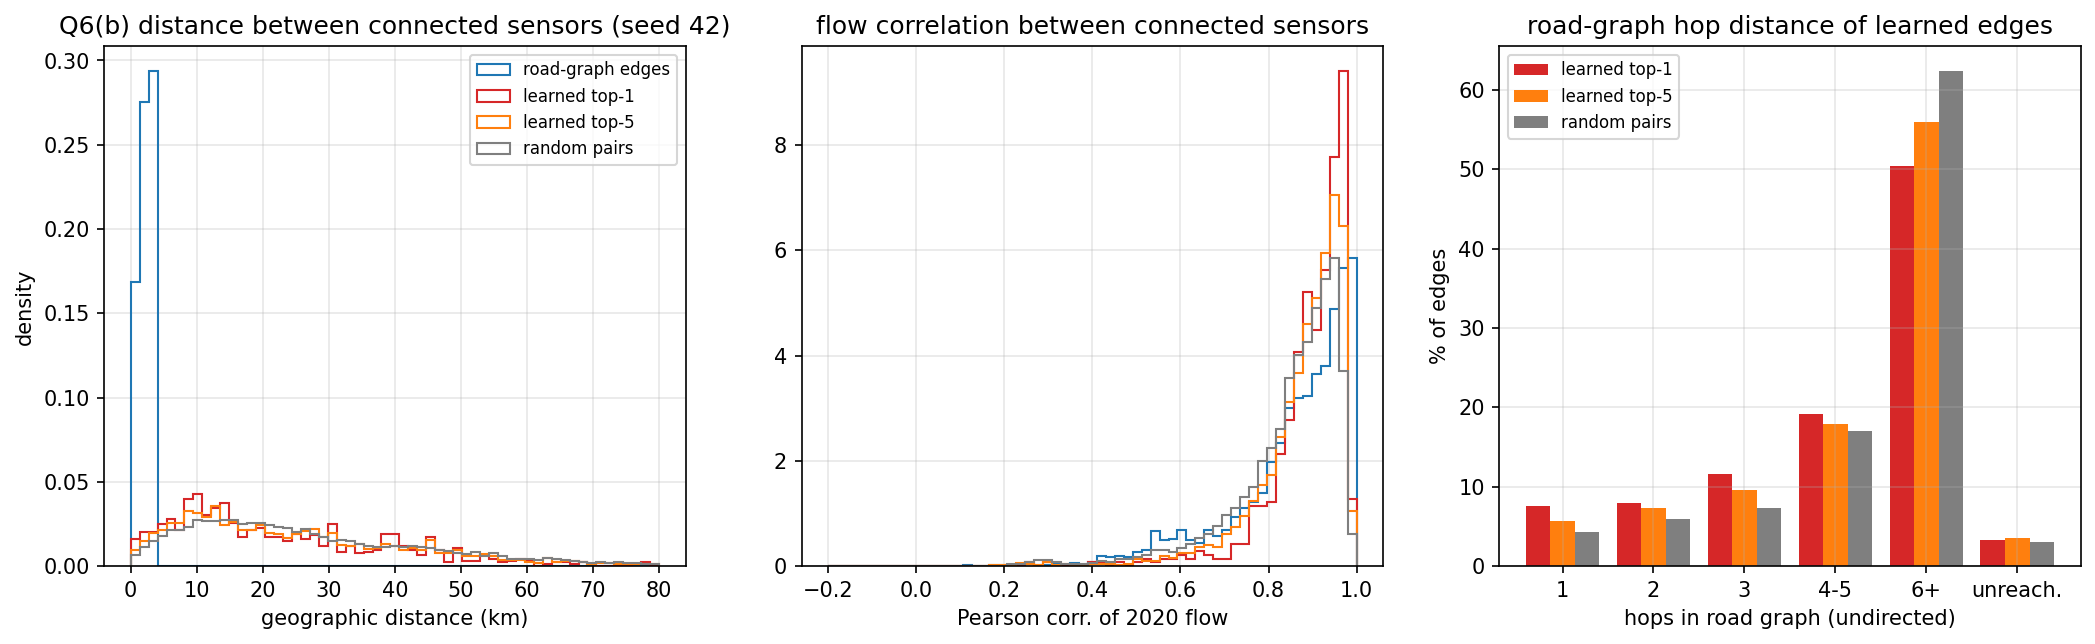 Q6(b) distance between connected sensors (seed 42)
0.30
0.25
0.20
0.15
0.10
0.05
0.00
density
0 10 20 30 40 50 60 70 80
geographic distance (km)
road-graph edges
learned top-1
learned top-5
random pairs
flow correlation between connected sensors
8
6
4
2
0
−0.2 0.0 0.2 0.4 0.6 0.8 1.0
Pearson corr. of 2020 flow
road-graph hop distance of learned edges
learned top-1
learned top-5
random pairs
60
50
40
30
20
10
0
% of edges
1 2 3 4-5 6+ unreach.
hops in road graph (undirected)